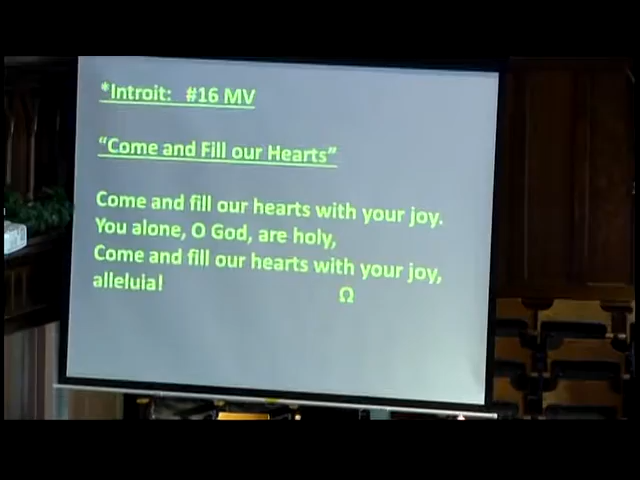 *Introit: #16 MV
“Come and Fill our Hearts”
Come and fill our hearts with your joy.
You alone, O God, are holy,
Come and fill our hearts with your joy,
alleluia!
Ω